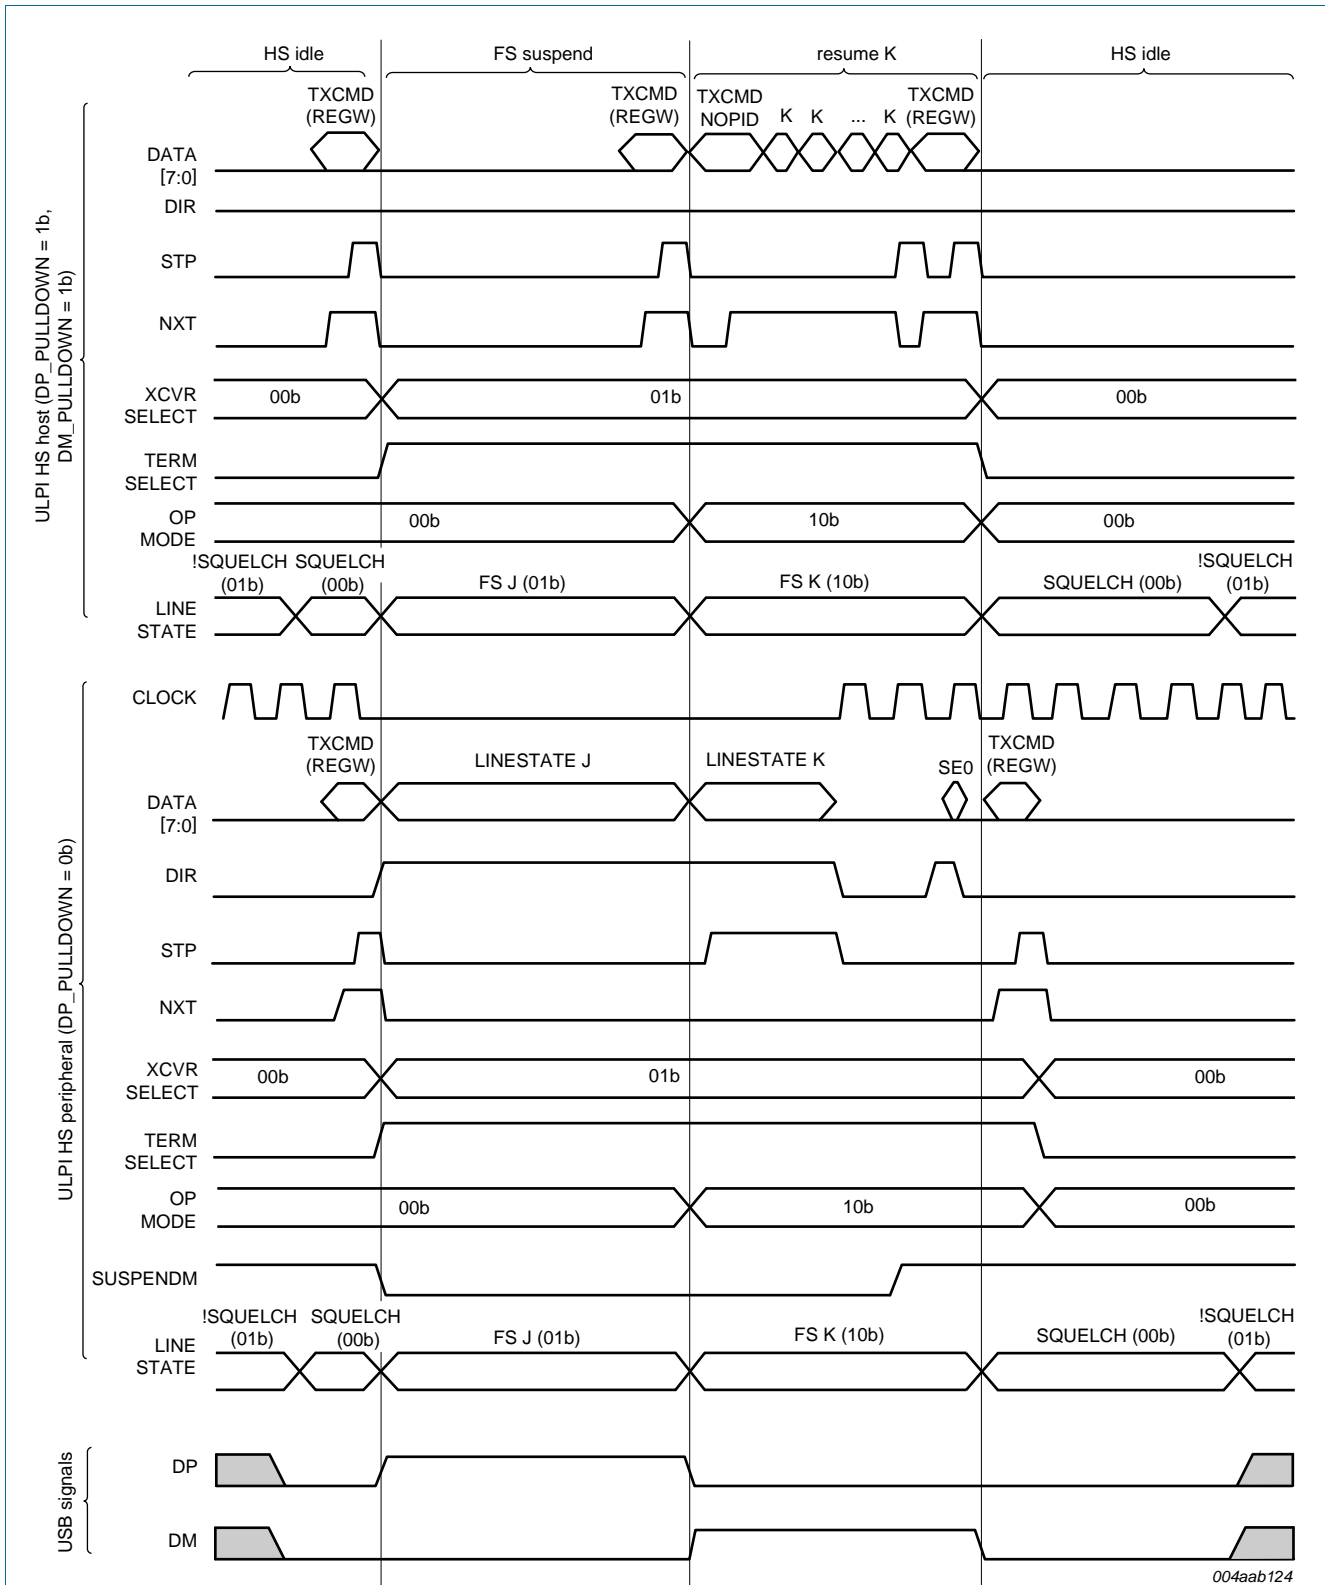 HS idle FS suspend resume K HS idle
TXCMD TXCMD TXCMD TXCMD
(REGW) (REGW) NOPID K K ... K (REGW)
DATA
[7:0]
DIR
STP
NXT
XCVR
SELECT
00b 01b 00b
TERM
SELECT
OP
MODE
00b 10b 00b
!SQUELCH SQUELCH !SQUELCH
(01b) (00b) FS J (01b) FS K (10b) SQUELCH (00b) (01b)
LINE
STATE
ULPI HS host (DP_PULLDOWN = 1b,
DM_PULLDOWN = 1b)
CLOCK
TXCMD TXCMD
(REGW) LINESTATE J LINESTATE K SE0 (REGW)
DATA
[7:0]
DIR
STP
NXT
XCVR
SELECT
00b 01b 00b
TERM
SELECT
OP
MODE
00b 10b 00b
SUSPENDM
!SQUELCH SQUELCH !SQUELCH
(01b) (00b) FS J (01b) FS K (10b) SQUELCH (00b) (01b)
LINE
STATE
ULPI HS peripheral (DP_PULLDOWN = 0b)
DP
DM
USB signals
004aab124